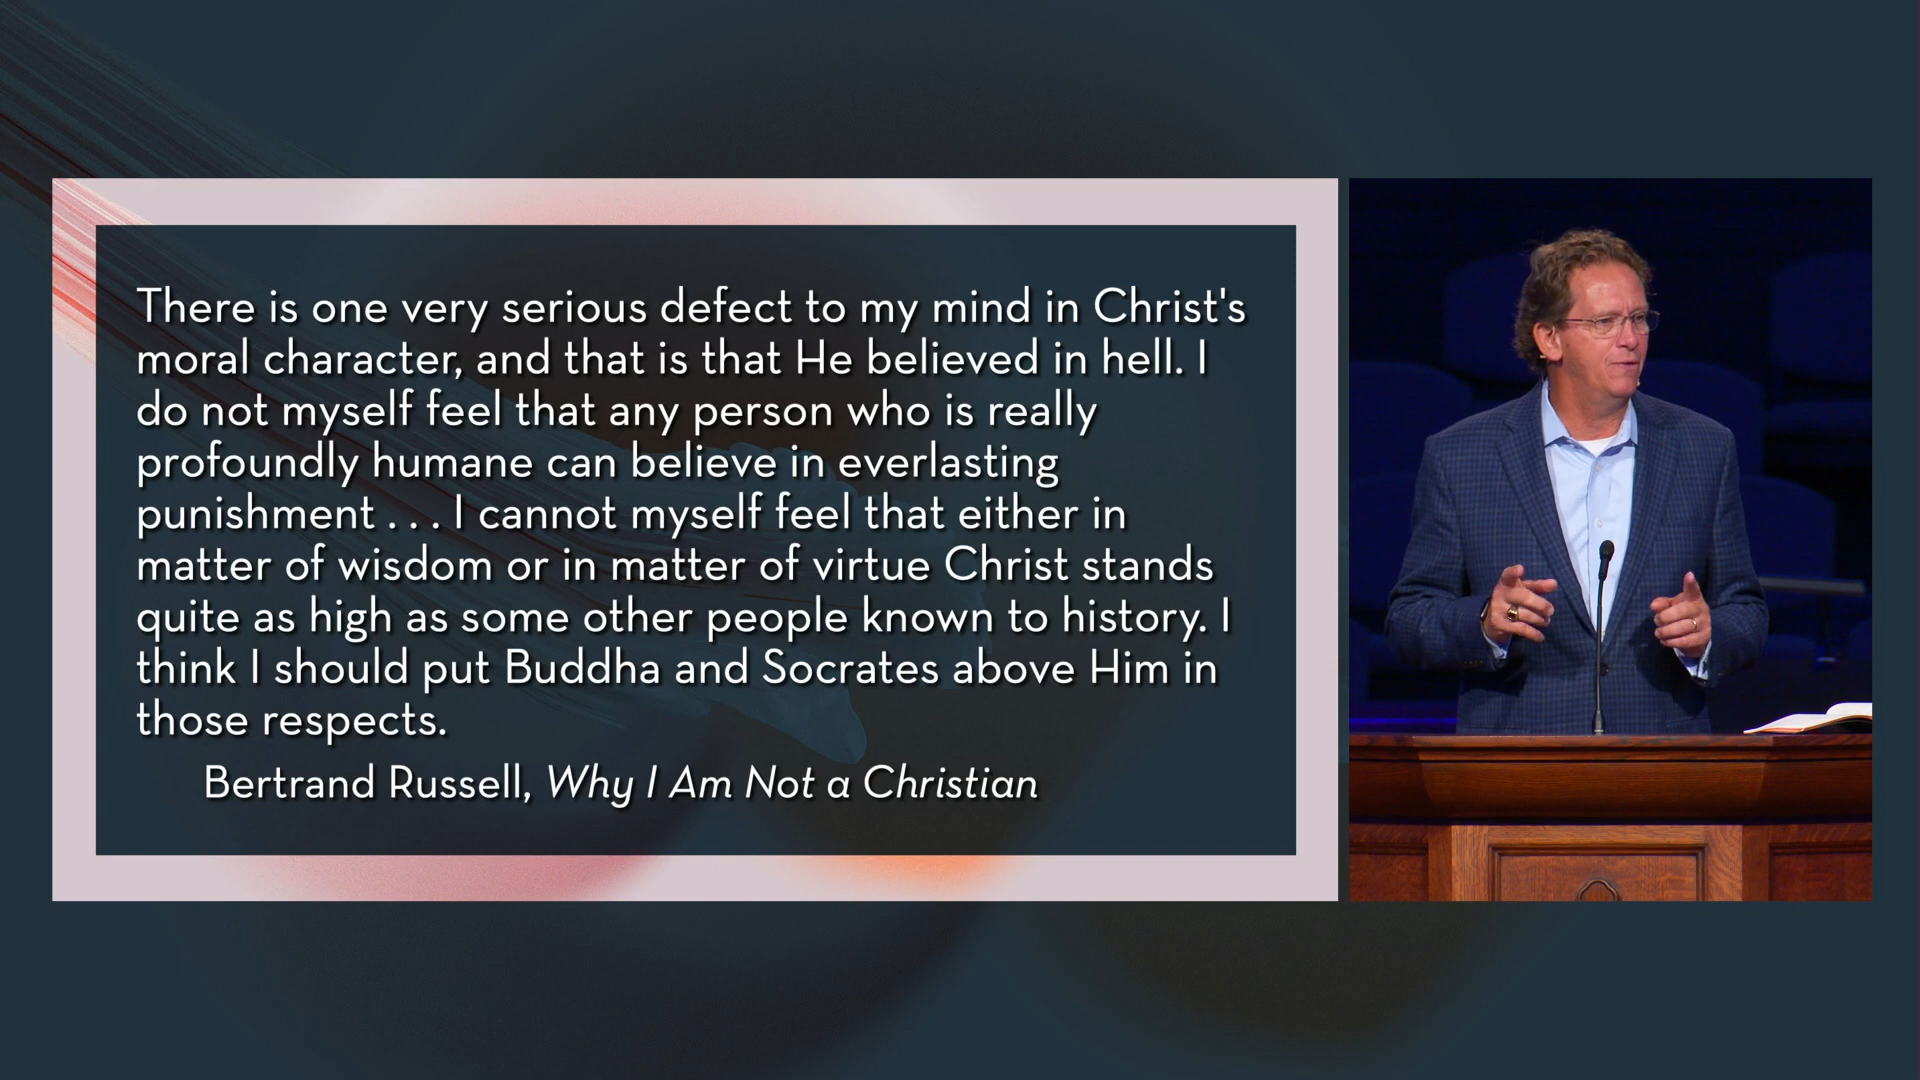 There is one very serious defect to my mind in Christ's
moral character, and that is that He believed in hell. I
do not myself feel that any person who is really
profoundly humane can believe in everlasting
punishment . . . I cannot myself feel that either in
matter of wisdom or in matter of virtue Christ stands
quite as high as some other people known to history. I
think I should put Buddha and Socrates above Him in
those respects.
Bertrand Russell, Why I Am Not a Christian